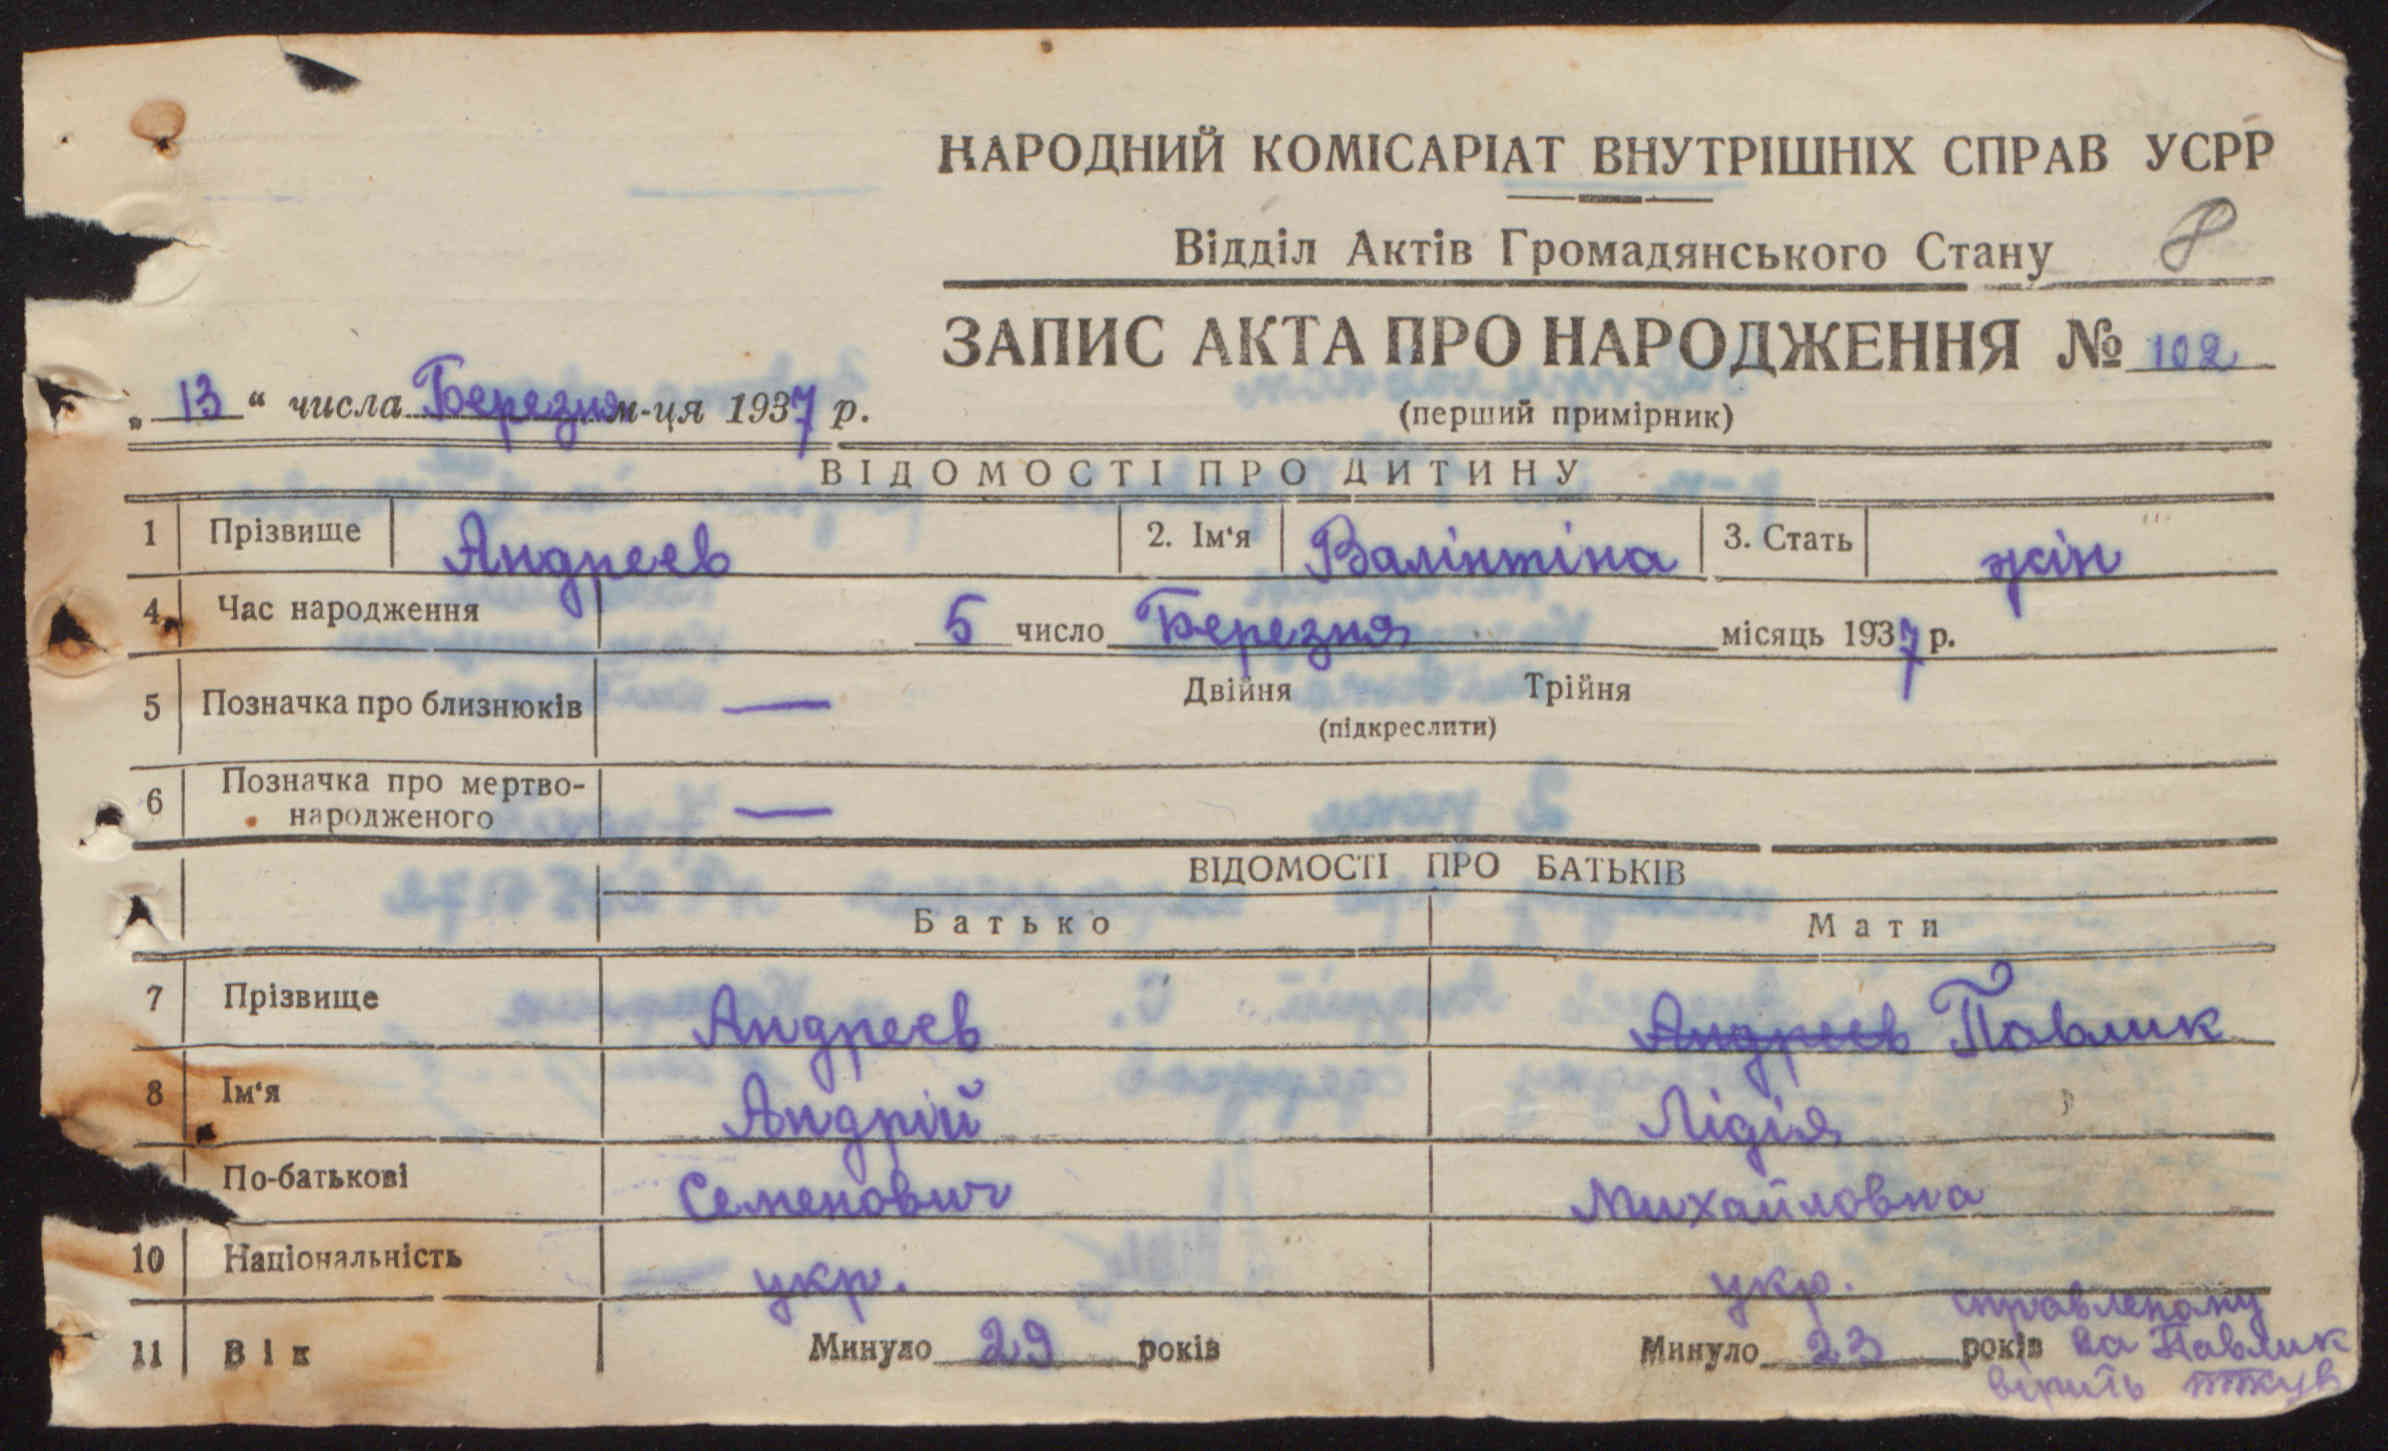 НАРОДНИЙ КОМІСАРІАТ ВНУТРІШНІХ СПРАВ УСРР
Відділ Актів Громадянського Стану 8
ЗАПИС АКТА ПРО НАРОДЖЕННЯ № 102
„ 13 “ числа Березня м-ця 1937 р.
(перший примірник)
ВІДОМОСТІ ПРО ДИТИНУ
1 Прізвище Андреєв 2. Ім'я Валінтіна 3. Стать жін
4 Час народження 5 число Березня місяць 1937 р.
5 Позначка про близнюків — Двійня Трійня
(підкреслити)
6 Позначка про мертво-
народженого —
ВІДОМОСТІ ПРО БАТЬКІВ
Батько Мати
7 Прізвище Андреєв Андреєв Павлик
8 Ім'я Андрій Лідія
По-батькові Семенович Михайловна
10 Національність укр. укр.
справленому
11 Вік Минуло 29 років Минуло 23 років на Павлик
вірить